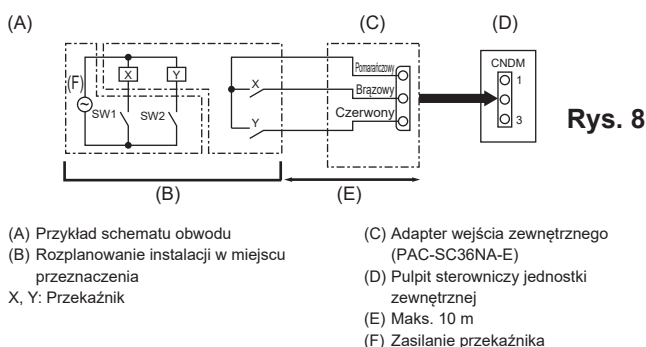 (A) (C) (D)
CNDM
(F)
X Y
SW1 SW2
X
Y
Pomarańczowy
Brązowy
Czerwony
1
3
Rys. 8
(B) (E)
(A) Przykład schematu obwodu
(B) Rozplanowanie instalacji w miejscu
przeznaczenia
X, Y: Przekaźnik
(C) Adapter wejścia zewnętrznego
(PAC-SC36NA-E)
(D) Pulpit sterowniczy jednostki
zewnętrznej
(E) Maks. 10 m
(F) Zasilanie przekaźnika